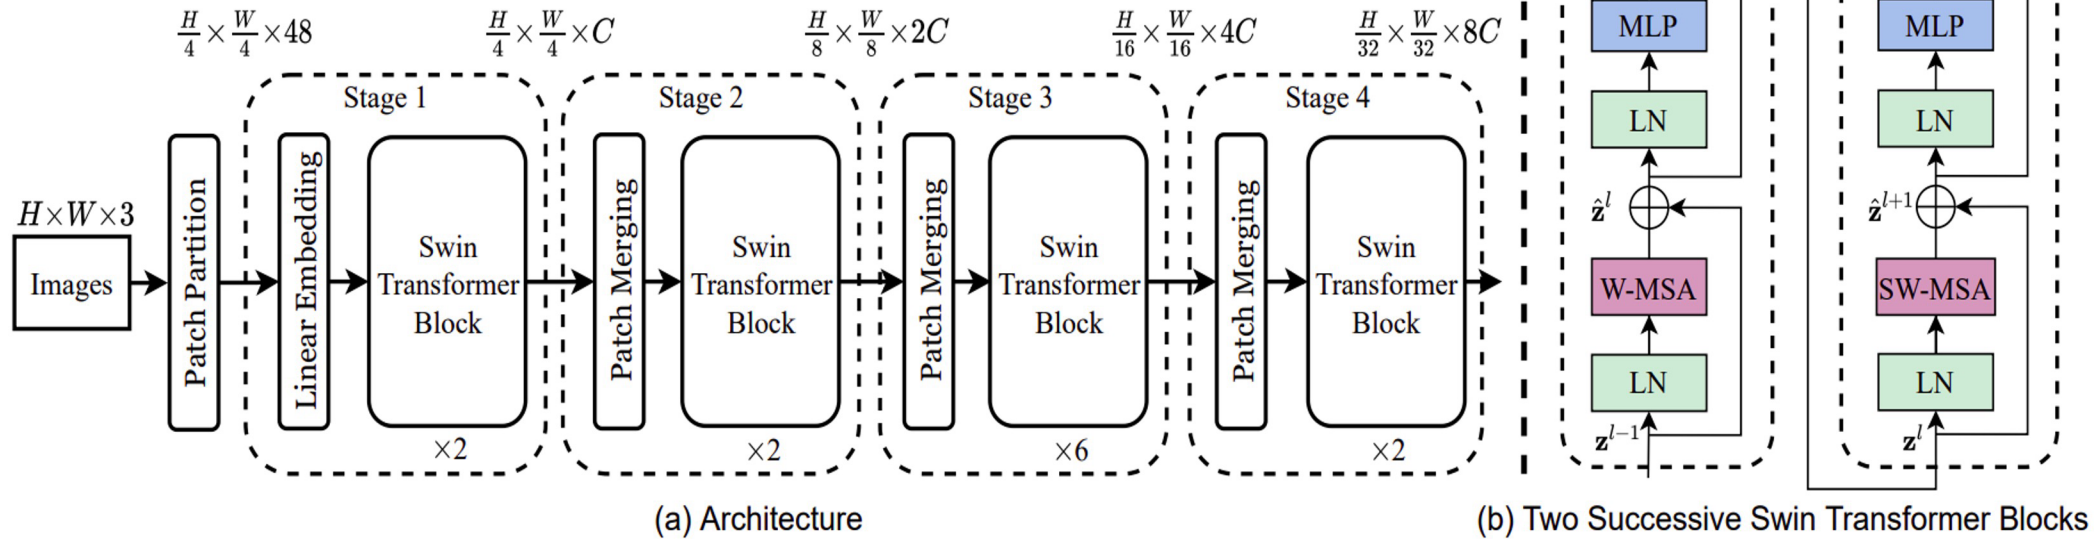 H/4 × W/4 × 48
H/4 × W/4 × C
H/8 × W/8 × 2C
H/16 × W/16 × 4C
H/32 × W/32 × 8C
H×W×3
Images
Patch Partition
Stage 1
Linear Embedding
Swin
Transformer
Block
×2
Stage 2
Patch Merging
Swin
Transformer
Block
×2
Stage 3
Patch Merging
Swin
Transformer
Block
×6
Stage 4
Patch Merging
Swin
Transformer
Block
×2
(a) Architecture
MLP
LN
ẑ^l
W-MSA
LN
z^{l−1}
MLP
LN
ẑ^{l+1}
SW-MSA
LN
z^l
(b) Two Successive Swin Transformer Blocks